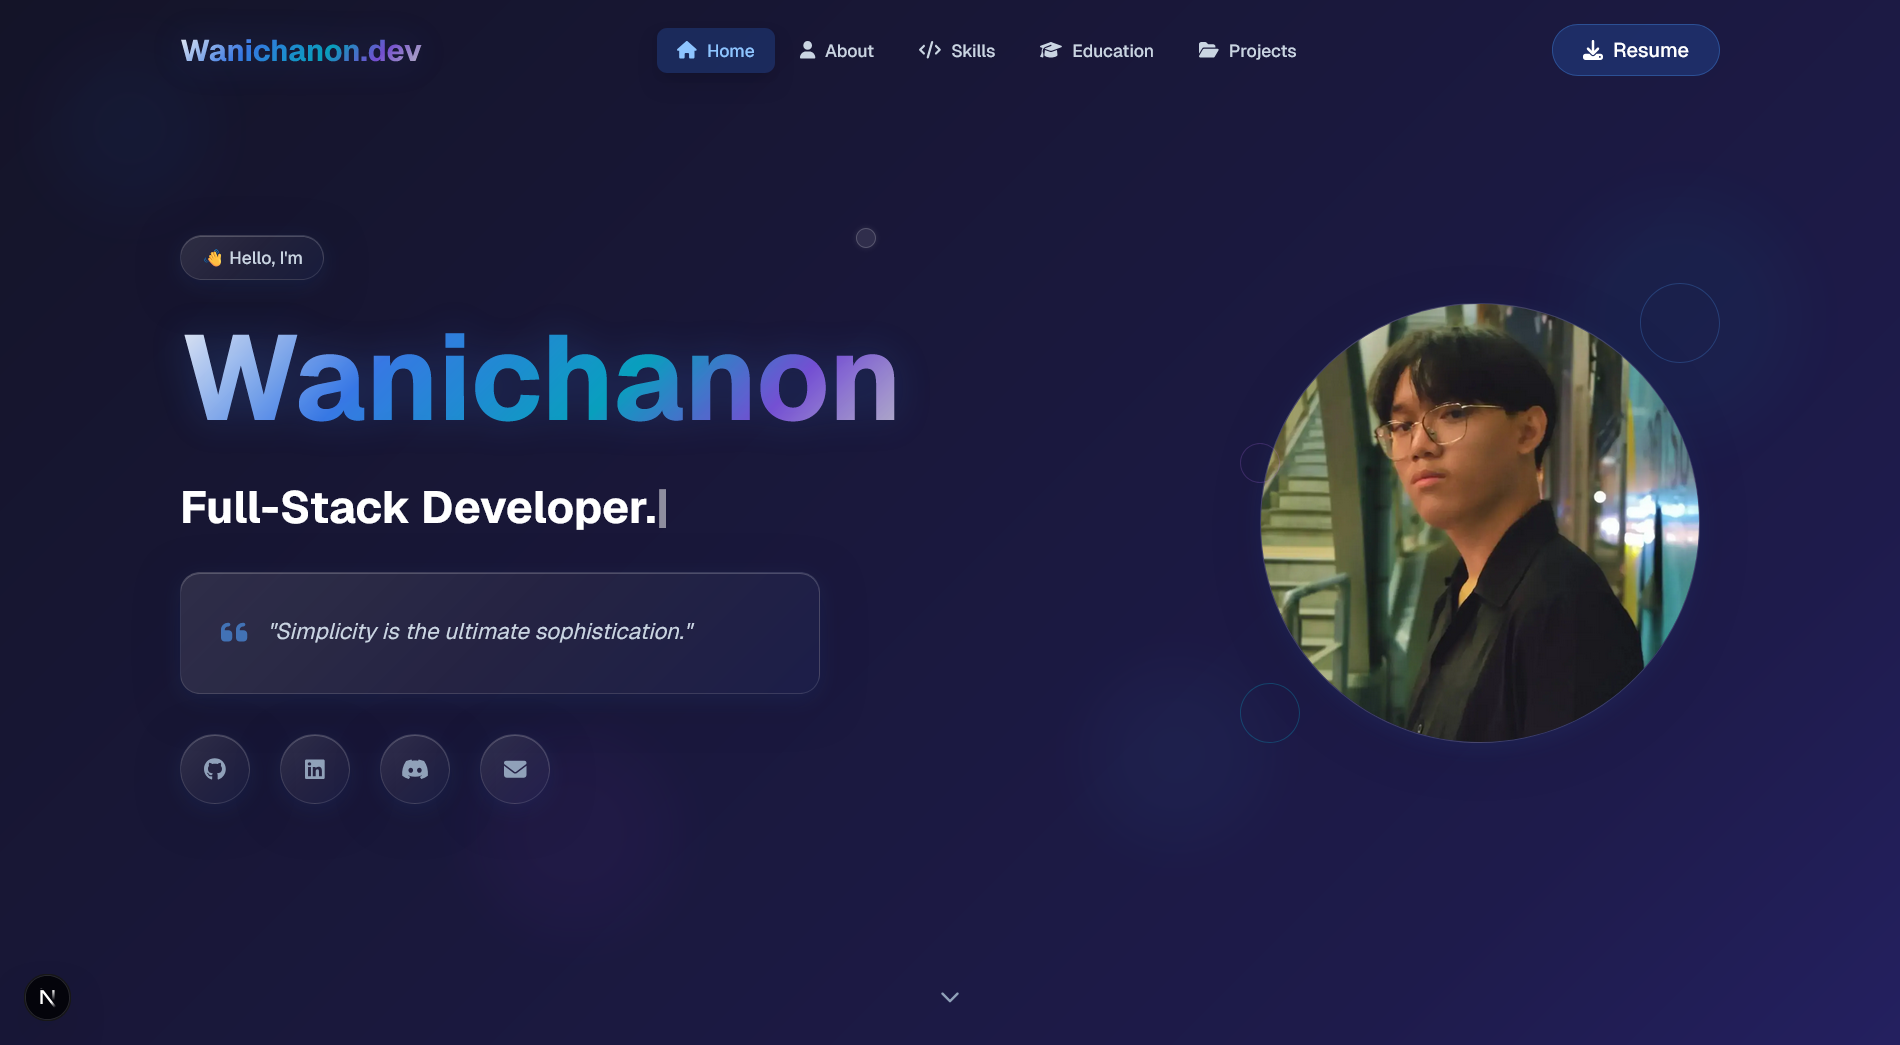 Wanichanon.dev
Home
About
Skills
Education
Projects
Resume
👋 Hello, I'm
Wanichanon
Full-Stack Developer.
"Simplicity is the ultimate sophistication."
N